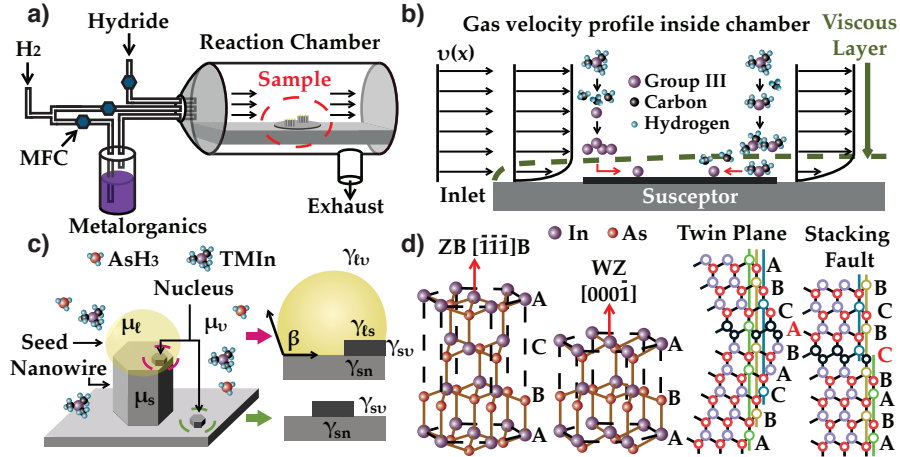 a)
Hydride
H2
Reaction Chamber
Sample
MFC
Metalorganics
Exhaust
b)
Gas velocity profile inside chamber
Viscous
Layer
υ(x)
Group III
Carbon
Hydrogen
Inlet
Susceptor
c)
AsH3
TMIn
Nucleus
μℓ
μυ
Seed
Nanowire
μs
γℓυ
β
γℓs
γsυ
γsn
γsυ
γsn
d)
In
As
ZB [1̄1̄1̄]B
A
C
B
A
WZ
[0001̄]
A
B
A
Twin Plane
A
B
C
A
B
A
C
B
A
Stacking
Fault
B
A
B
C
B
A
B
A